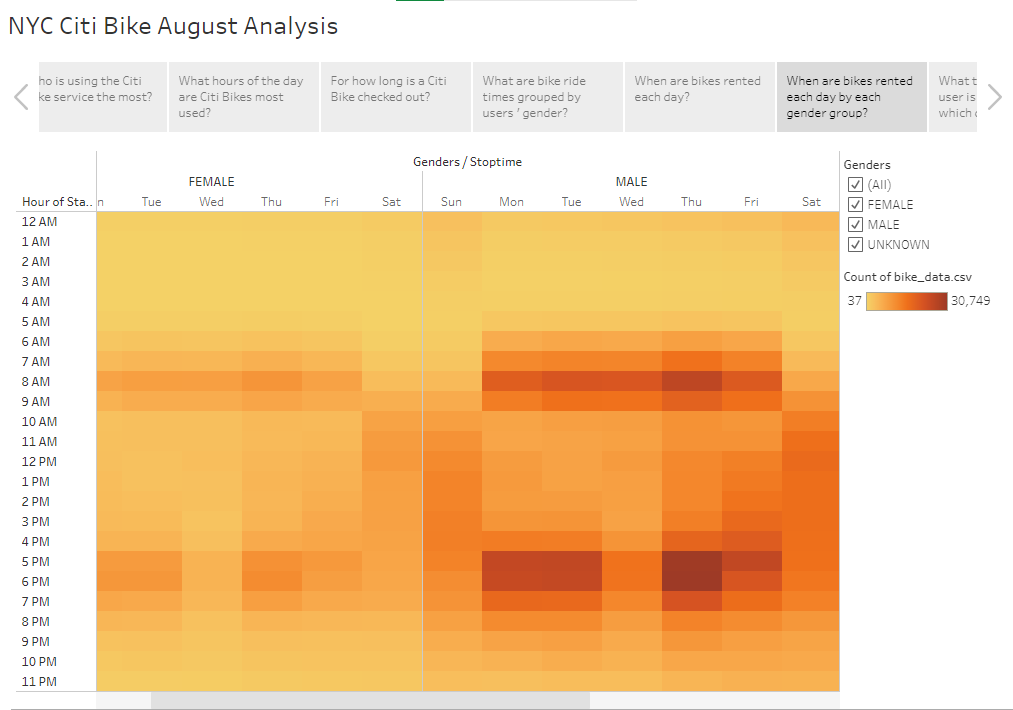 NYC Citi Bike August Analysis
ho is using the Citi
ke service the most?
What hours of the day
are Citi Bikes most
used?
For how long is a Citi
Bike checked out?
What are bike ride
times grouped by
users ' gender?
When are bikes rented
each day?
When are bikes rented
each day by each
gender group?
What t
user is
which
Genders / Stoptime
FEMALE MALE
Hour of Sta.. n Tue Wed Thu Fri Sat Sun Mon Tue Wed Thu Fri Sat
12 AM
1 AM
2 AM
3 AM
4 AM
5 AM
6 AM
7 AM
8 AM
9 AM
10 AM
11 AM
12 PM
1 PM
2 PM
3 PM
4 PM
5 PM
6 PM
7 PM
8 PM
9 PM
10 PM
11 PM
Genders
(All)
FEMALE
MALE
UNKNOWN
Count of bike_data.csv
37 30,749